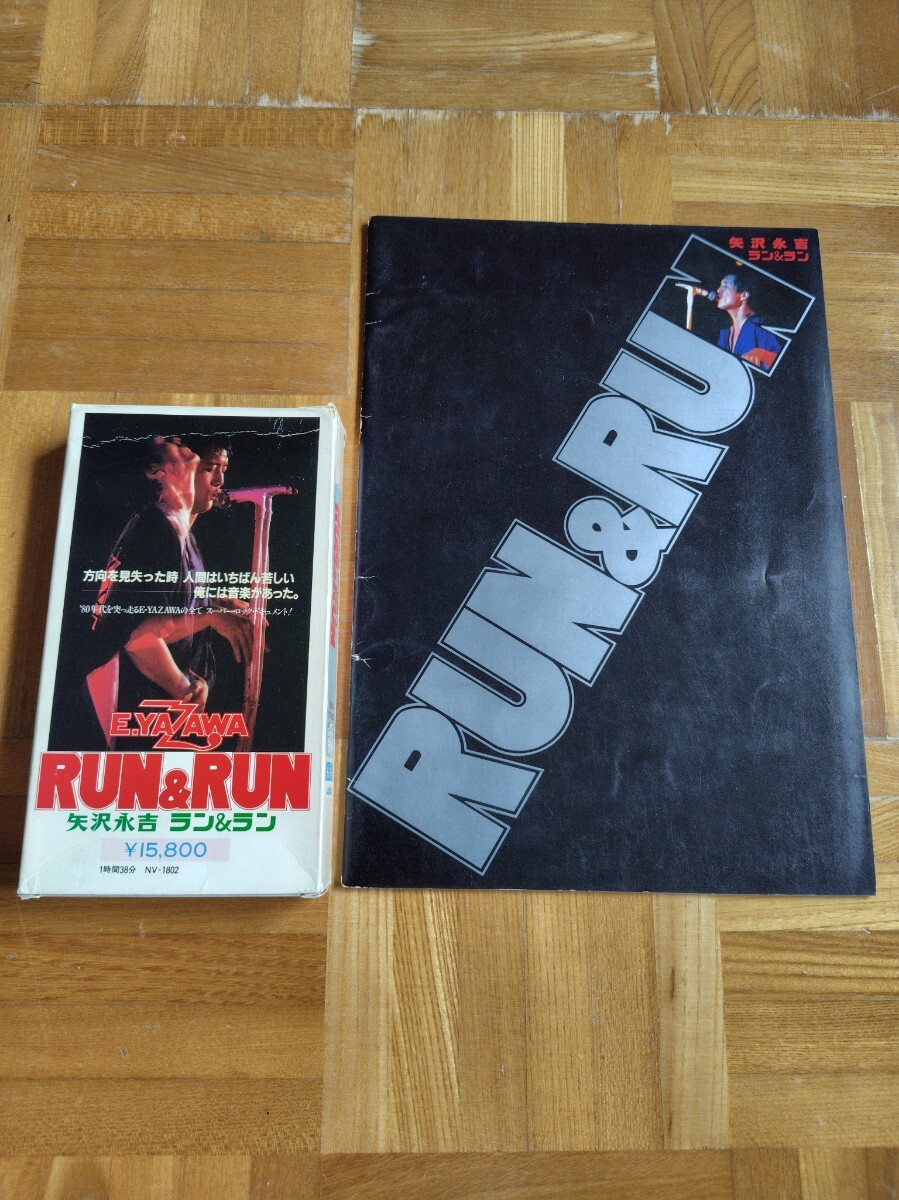 方向を見失った時 人間はいちばん苦しい
俺には音楽があった。
'80年代を突っ走るE・YAZAWAの全て スーパー・ロック・ドキュメント!
E.YAZAWA
RUN&RUN
矢沢永吉 ラン&ラン
¥15,800
1時間38分 NV-1802
矢沢永吉
ラン&ラン
RUN&RUN